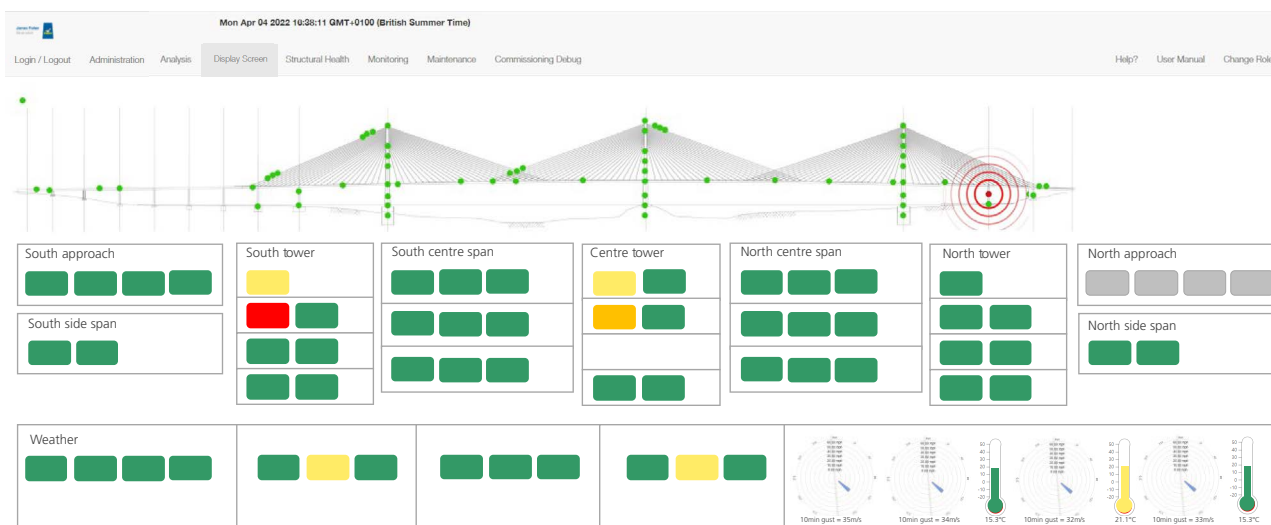 Mon Apr 04 2022 16:38:11 GMT+0100 (British Summer Time)
Login / Logout Administration Analysis Display Screen Structural Health Monitoring Maintenance Commissioning Debug Help? User Manual Change Role
South approach South tower South centre span Centre tower North centre span North tower North approach
South side span North side span
Weather
10min gust = 35m/s 10min gust = 34m/s 15.3°C 10min gust = 32m/s 21.1°C 10min gust = 33m/s 15.3°C